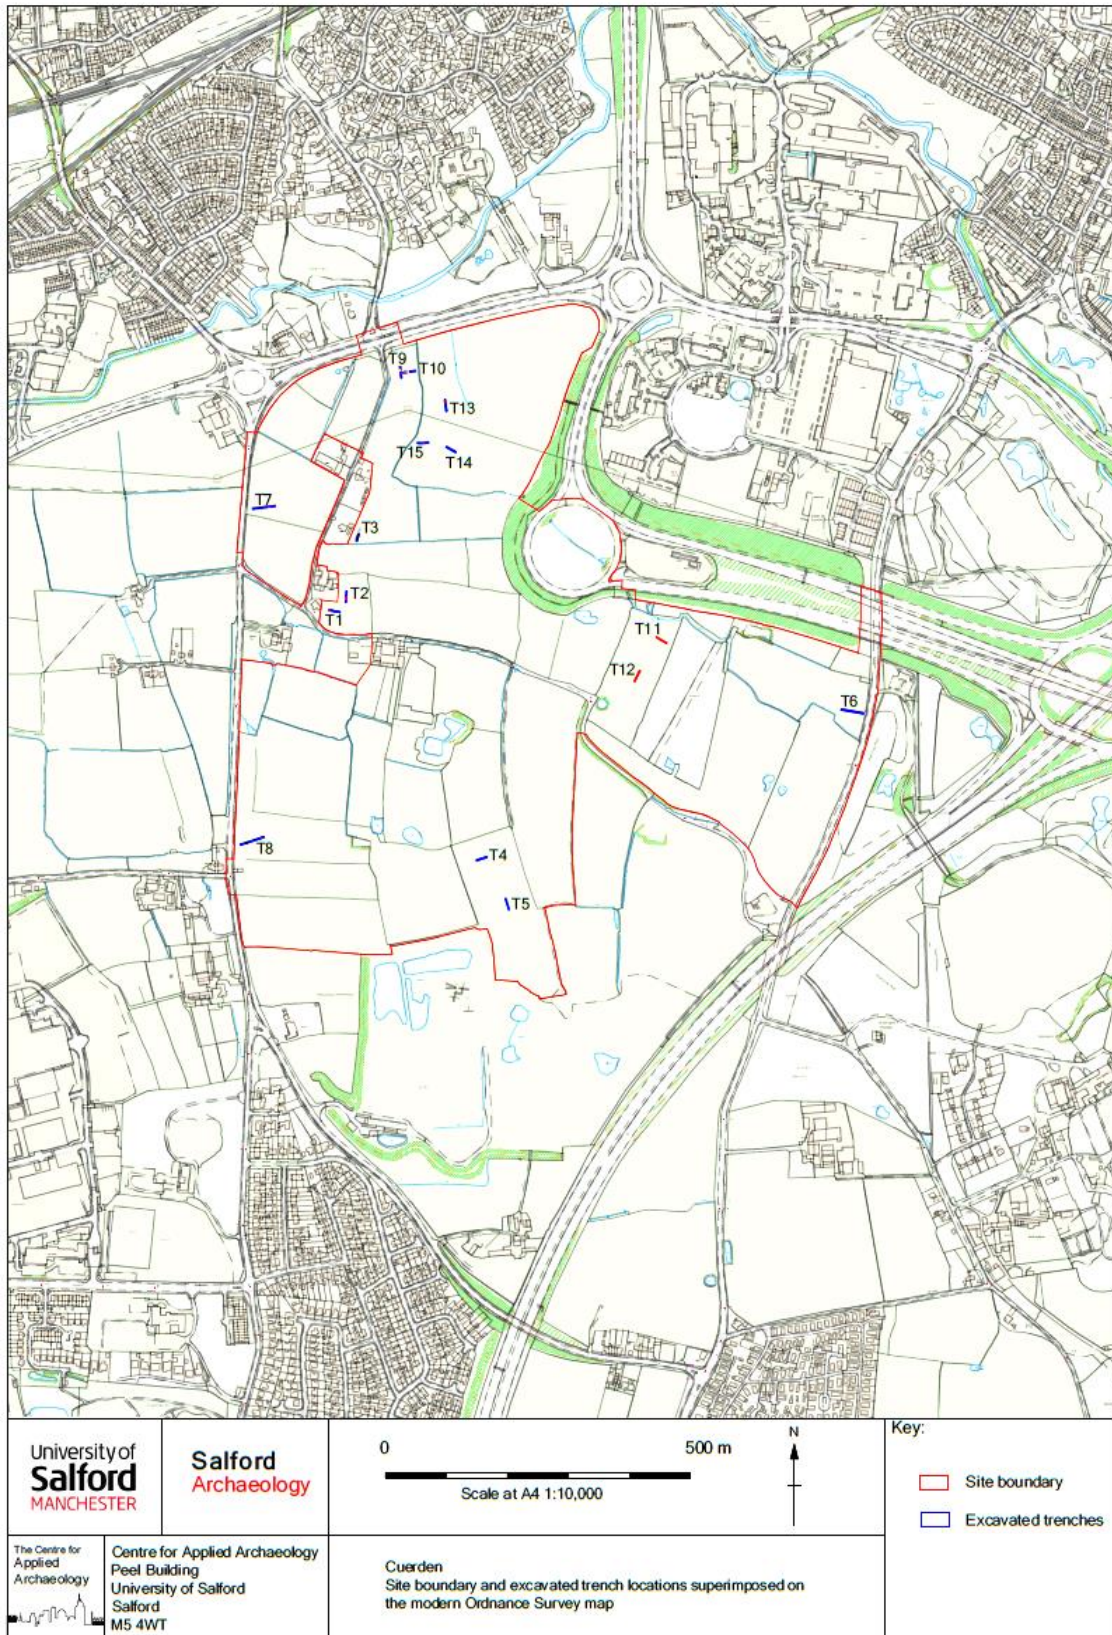 T9
T10
T13
T15
T14
T7
T3
T2
T1
T11
T12
T6
T8
T4
T5
University of
Salford
MANCHESTER
Salford
Archaeology
0
500 m
Scale at A4 1:10,000
N
Key:
Site boundary
Excavated trenches
The Centre for
Applied
Archaeology
Centre for Applied Archaeology
Peel Building
University of Salford
Salford
M5 4WT
Cuerden
Site boundary and excavated trench locations superimposed on
the modern Ordnance Survey map